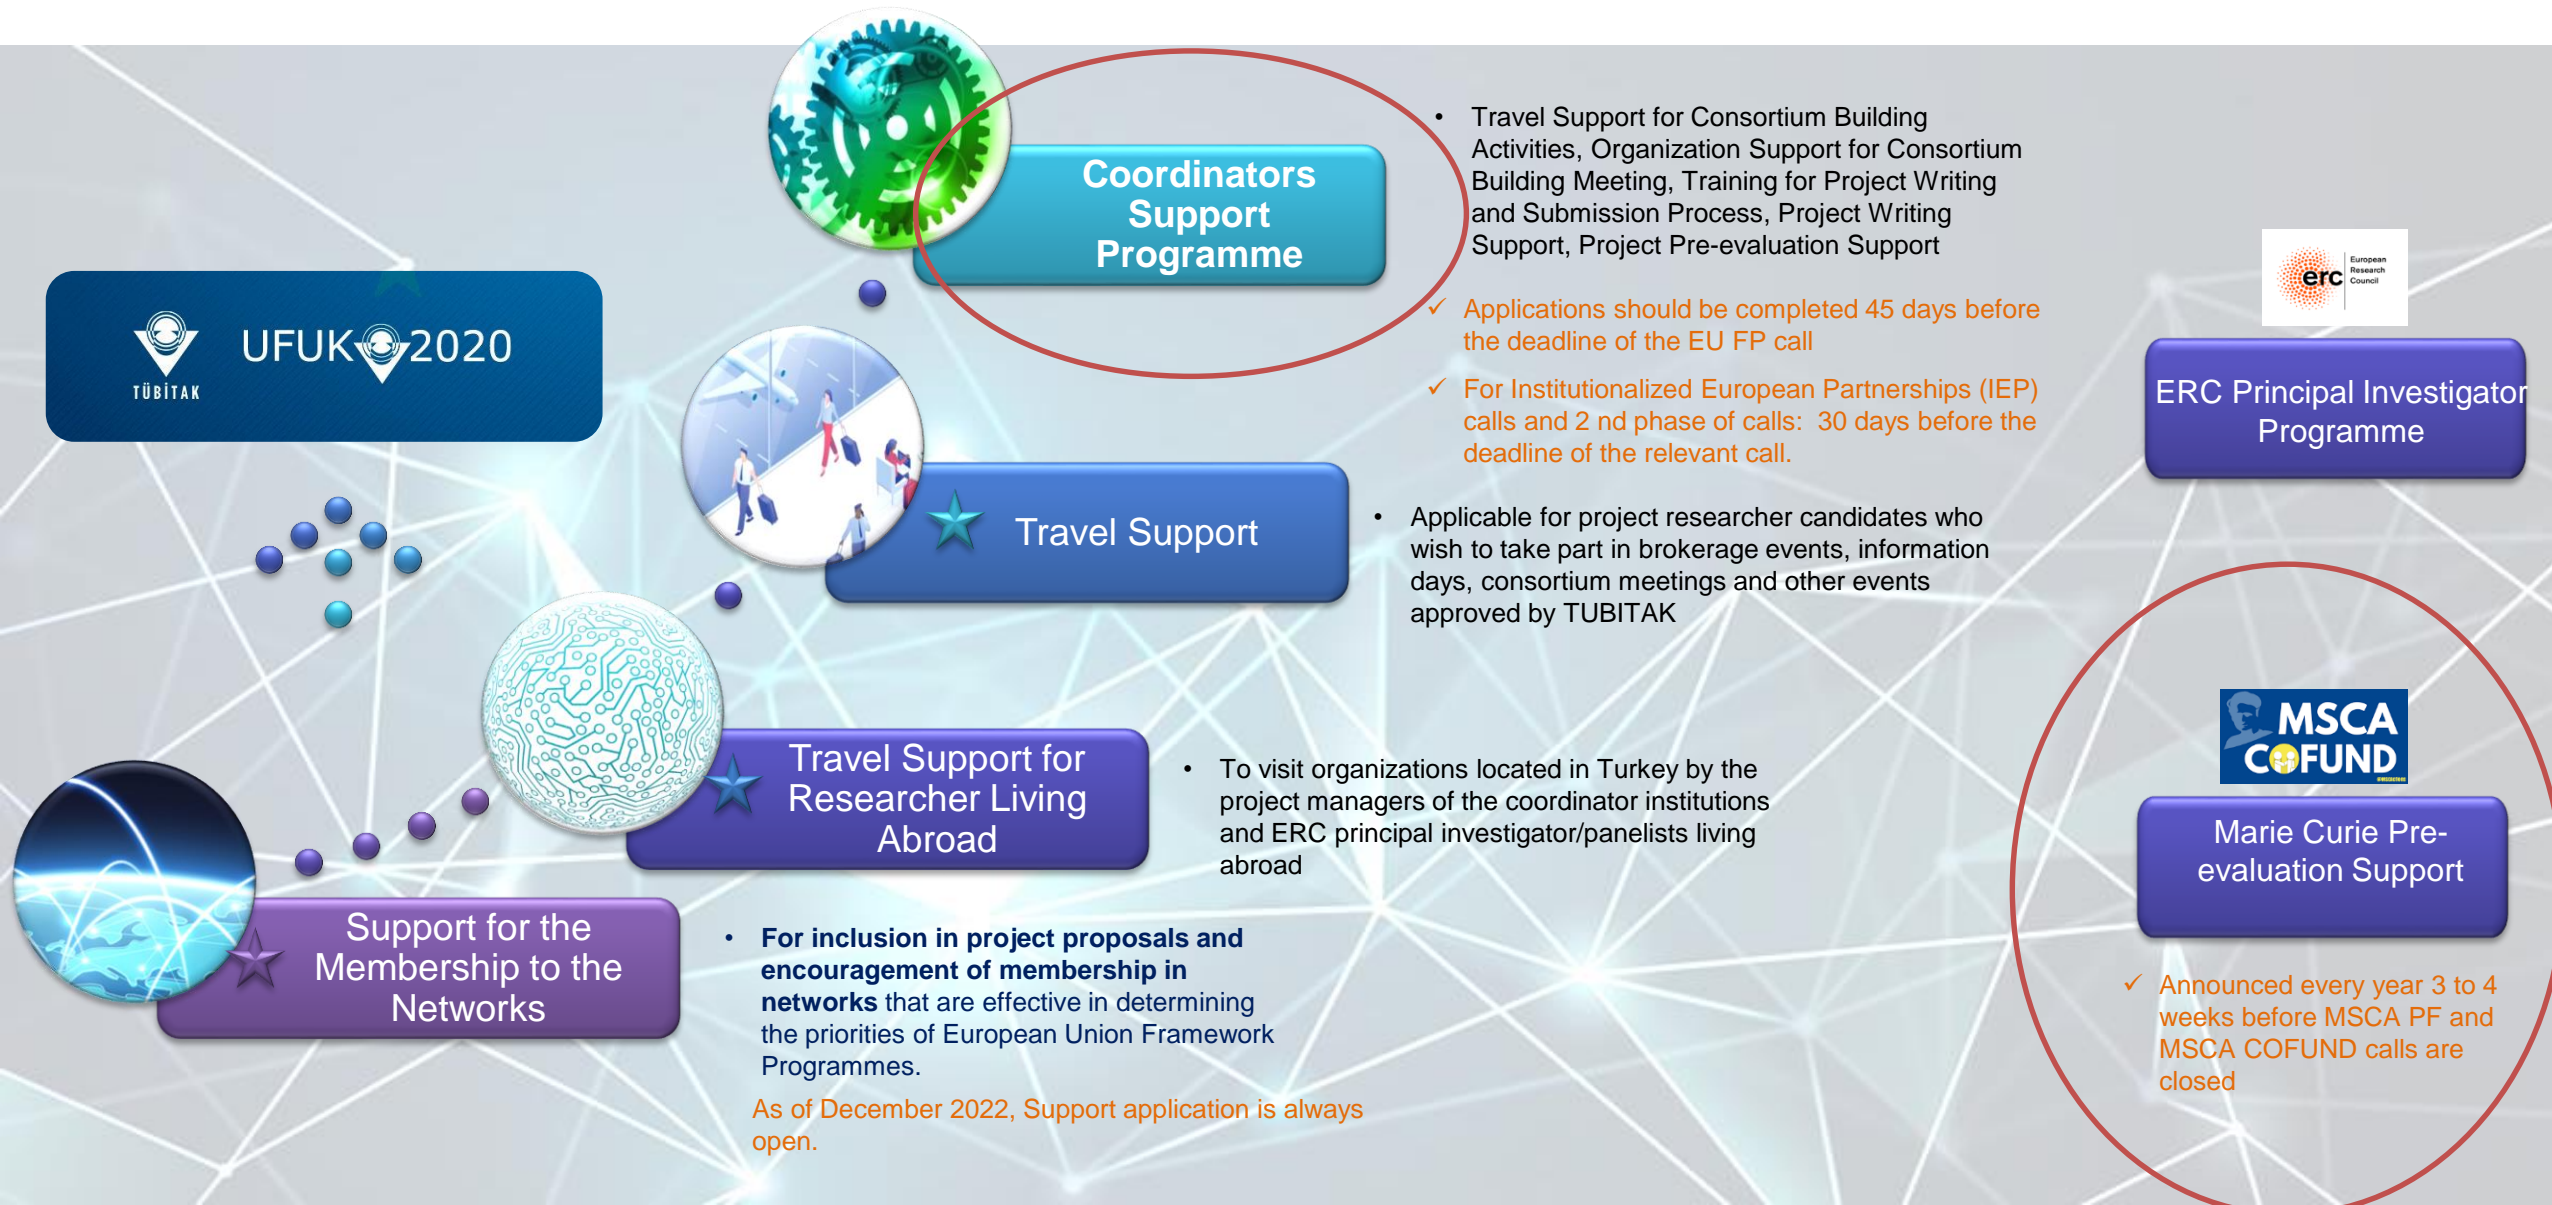 TÜBİTAK
UFUK 2020
Coordinators
Support
Programme
• Travel Support for Consortium Building
Activities, Organization Support for Consortium
Building Meeting, Training for Project Writing
and Submission Process, Project Writing
Support, Project Pre-evaluation Support
✓ Applications should be completed 45 days before
the deadline of the EU FP call
✓ For Institutionalized European Partnerships (IEP)
calls and 2 nd phase of calls: 30 days before the
deadline of the relevant call.
Travel Support
• Applicable for project researcher candidates who
wish to take part in brokerage events, information
days, consortium meetings and other events
approved by TUBITAK
Travel Support for
Researcher Living
Abroad
• To visit organizations located in Turkey by the
project managers of the coordinator institutions
and ERC principal investigator/panelists living
abroad
Support for the
Membership to the
Networks
• For inclusion in project proposals and
encouragement of membership in
networks that are effective in determining
the priorities of European Union Framework
Programmes.
As of December 2022, Support application is always
open.
erc
European
Research
Council
ERC Principal Investigator
Programme
MSCA
COFUND
Marie Curie Pre-
evaluation Support
✓ Announced every year 3 to 4
weeks before MSCA PF and
MSCA COFUND calls are
closed